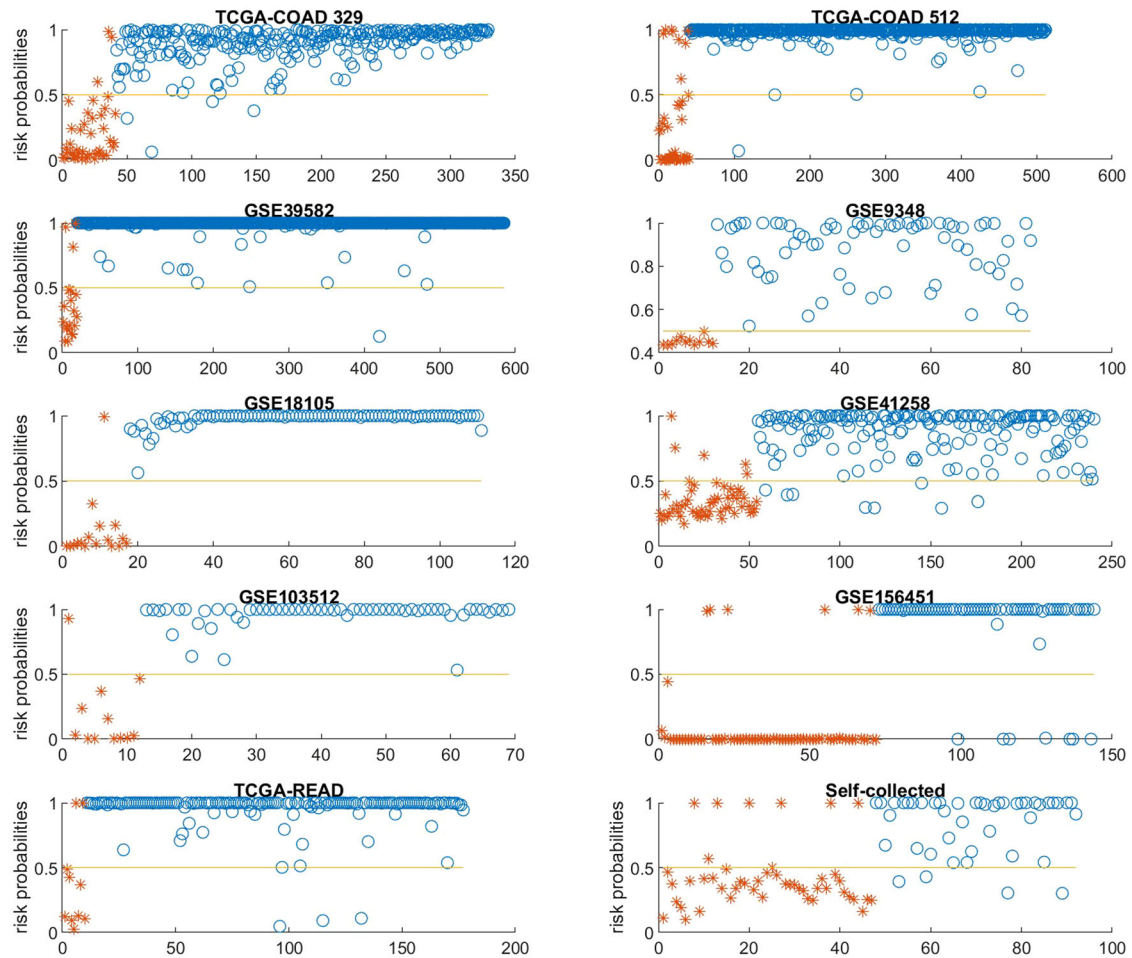 TCGA-COAD 329
risk probabilities
1
0.5
0
0 50 100 150 200 250 300 350
TCGA-COAD 512
1
0.5
0
0 100 200 300 400 500 600
GSE39582
risk probabilities
1
0.5
0
0 100 200 300 400 500 600
GSE9348
1
0.8
0.6
0.4
0 20 40 60 80 100
GSE18105
risk probabilities
1
0.5
0
0 20 40 60 80 100 120
GSE41258
1
0.5
0
0 50 100 150 200 250
GSE103512
risk probabilities
1
0.5
0
0 10 20 30 40 50 60 70
GSE156451
1
0.5
0
50 100 150
TCGA-READ
risk probabilities
1
0.5
0
0 50 100 150 200
Self-collected
risk probabilities
1
0.5
0
0 20 40 60 80 100